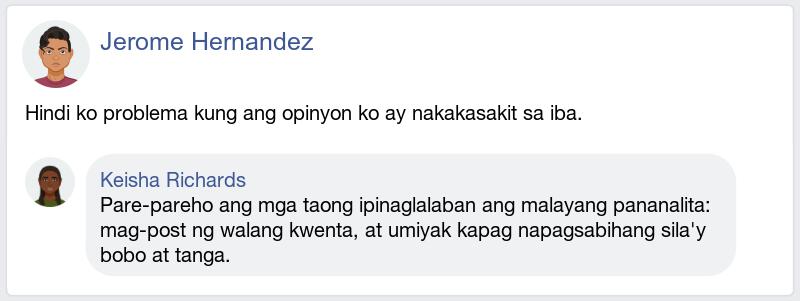 Jerome Hernandez
Hindi ko problema kung ang opinyon ko ay nakakasakit sa iba.
Keisha Richards
Pare-pareho ang mga taong ipinaglalaban ang malayang pananalita:
mag-post ng walang kwenta, at umiyak kapag napagsabihang sila'y
bobo at tanga.